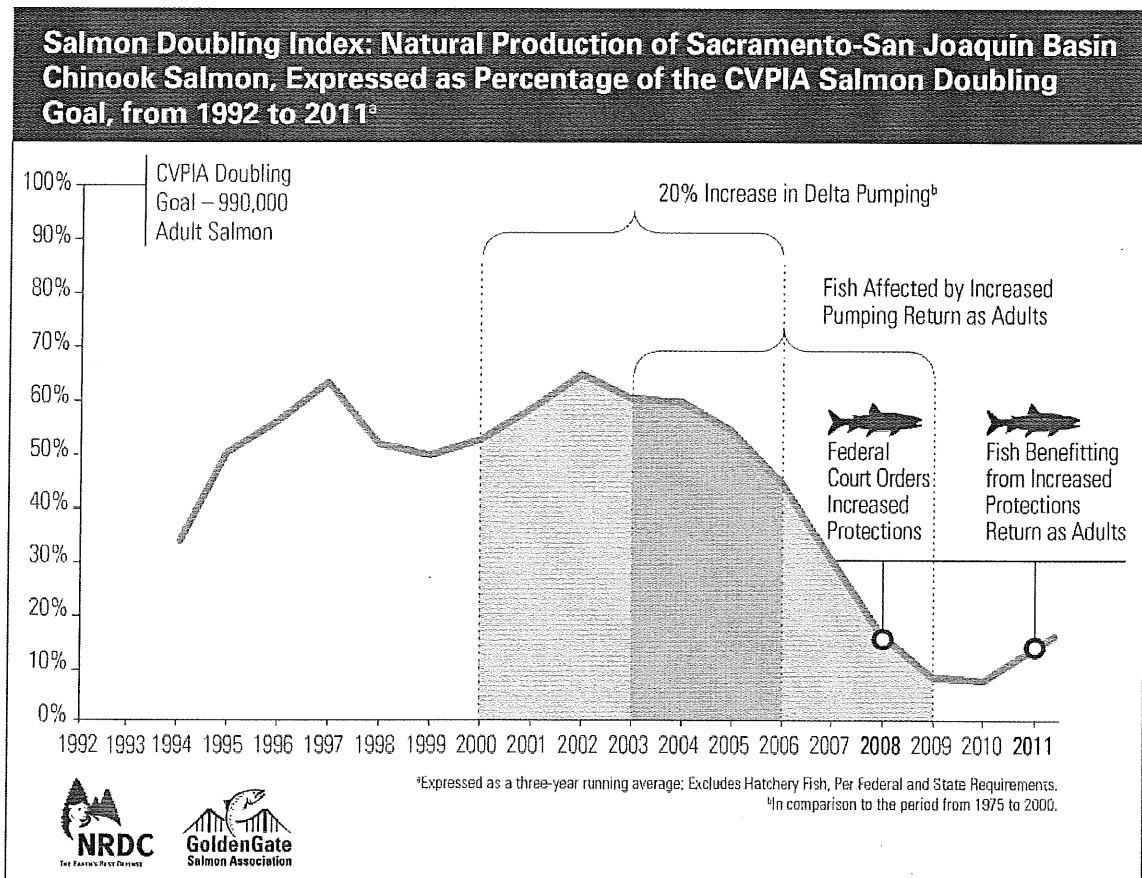 Salmon Doubling Index: Natural Production of Sacramento-San Joaquin Basin
Chinook Salmon, Expressed as Percentage of the CVPIA Salmon Doubling
Goal, from 1992 to 2011ᵃ
100%
90%
80%
70%
60%
50%
40%
30%
20%
10%
0%
CVPIA Doubling
Goal – 990,000
Adult Salmon
20% Increase in Delta Pumpingᵇ
Fish Affected by Increased
Pumping Return as Adults
Federal
Court Orders
Increased
Protections
Fish Benefitting
from Increased
Protections
Return as Adults
1992 1993 1994 1995 1996 1997 1998 1999 2000 2001 2002 2003 2004 2005 2006 2007 2008 2009 2010 2011
ᵃExpressed as a three-year running average; Excludes Hatchery Fish, Per Federal and State Requirements.
ᵇIn comparison to the period from 1975 to 2000.
NRDC
THE EARTH'S BEST DEFENSE
GoldenGate
Salmon Association